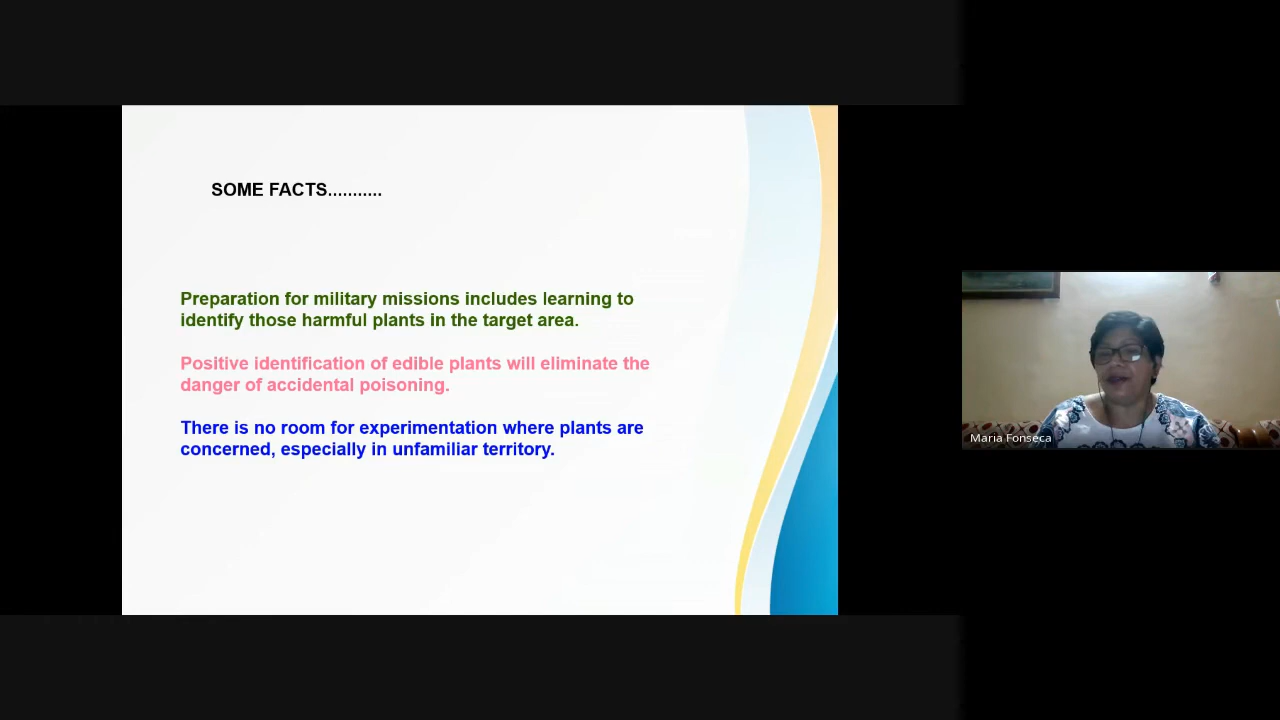 SOME FACTS...........
Preparation for military missions includes learning to
identify those harmful plants in the target area.
Positive identification of edible plants will eliminate the
danger of accidental poisoning.
There is no room for experimentation where plants are
concerned, especially in unfamiliar territory.
Maria Fonseca